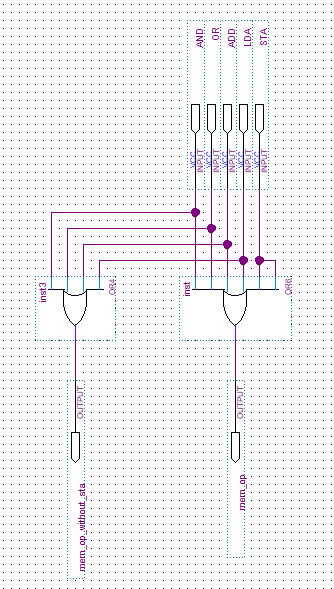 AND
OR
ADD
LDA
STA
VCC
INPUT
VCC
INPUT
VCC
INPUT
VCC
INPUT
VCC
INPUT
inst3
OR4
inst
OR6
OUTPUT
OUTPUT
mem_op_without_sta
mem_op